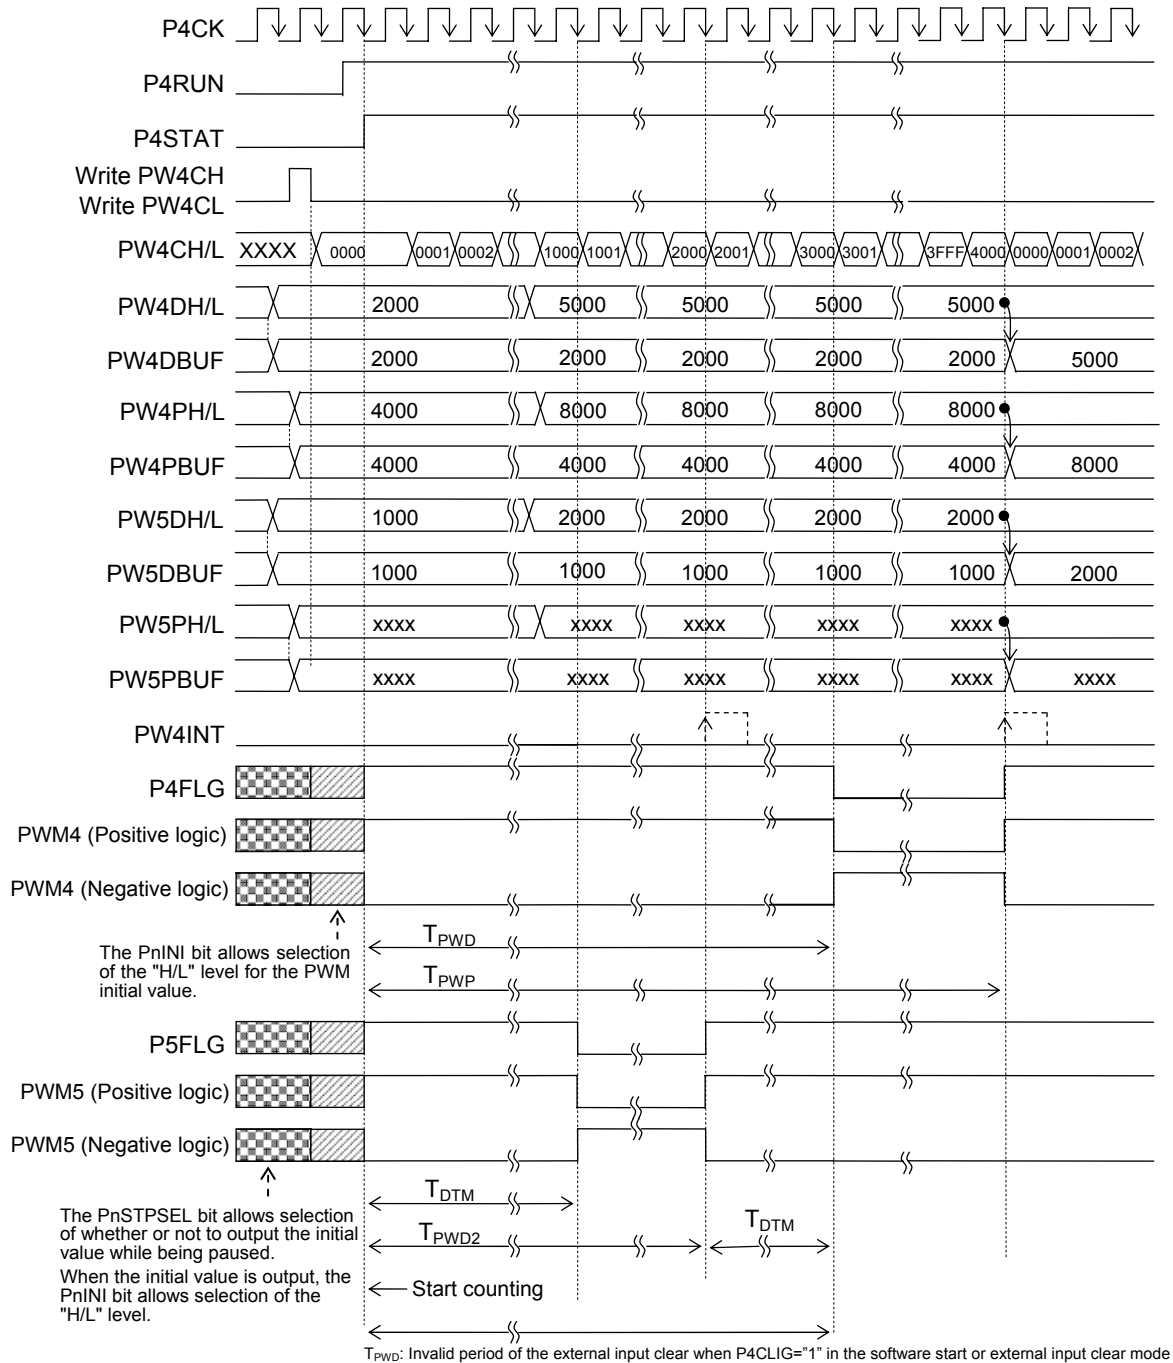 P4CK
P4RUN
P4STAT
Write PW4CH
Write PW4CL
PW4CH/L XXXX 0000 0001 0002 1000 1001 2000 2001 3000 3001 3FFF 4000 0000 0001 0002
PW4DH/L 2000 5000 5000 5000 5000
PW4DBUF 2000 2000 2000 2000 2000 5000
PW4PH/L 4000 8000 8000 8000 8000
PW4PBUF 4000 4000 4000 4000 4000 8000
PW5DH/L 1000 2000 2000 2000 2000
PW5DBUF 1000 1000 1000 1000 1000 2000
PW5PH/L xxxx xxxx xxxx xxxx xxxx
PW5PBUF xxxx xxxx xxxx xxxx xxxx xxxx
PW4INT
P4FLG
PWM4 (Positive logic)
PWM4 (Negative logic)
TPWD
The PnINI bit allows selection
of the "H/L" level for the PWM
initial value.
TPWP
P5FLG
PWM5 (Positive logic)
PWM5 (Negative logic)
TDTM
The PnSTPSEL bit allows selection
of whether or not to output the initial
value while being paused.
TPWD2 TDTM
When the initial value is output, the
PnINI bit allows selection of the
"H/L" level.
Start counting
TPWD: Invalid period of the external input clear when P4CLIG="1" in the software start or external input clear mode